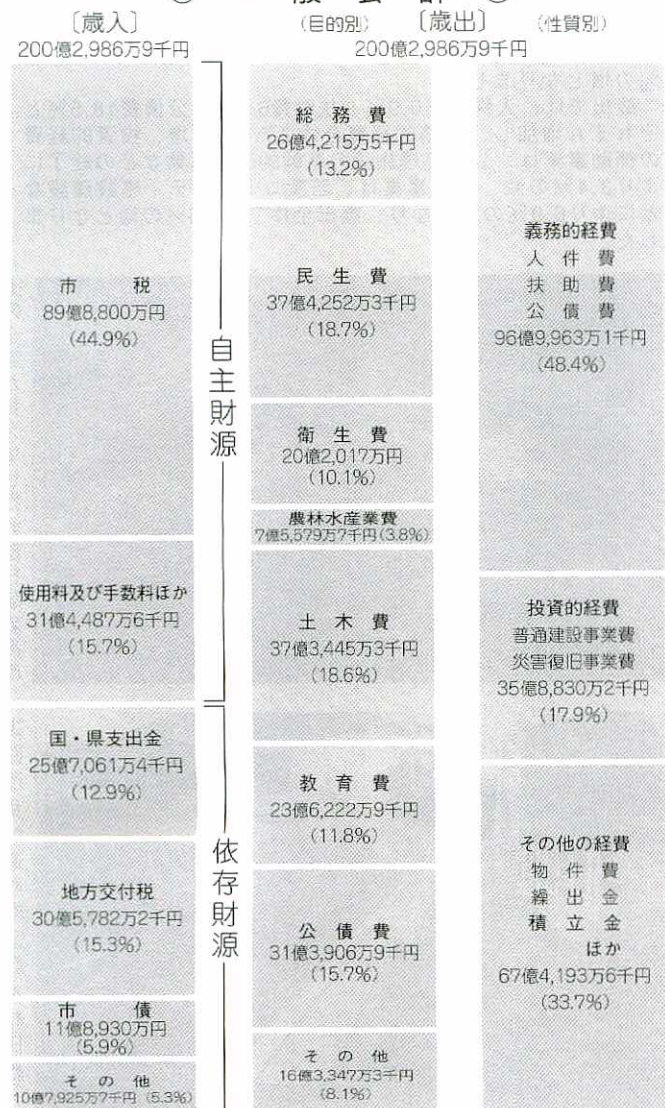 般 会 計
〔歳入〕
200億2,986万9千円
(目的別) 〔歳出〕 (性質別)
200億2,986万9千円
市 税
89億8,800万円
(44.9%)
使用料及び手数料ほか
31億4,487万6千円
(15.7%)
国・県支出金
25億7,061万4千円
(12.9%)
地方交付税
30億5,782万2千円
(15.3%)
市 債
11億8,930万円
(5.9%)
そ の 他
10億7,925万7千円 (5.3%)
自主財源
依存財源
総 務 費
26億4,215万5千円
(13.2%)
民 生 費
37億4,252万3千円
(18.7%)
衛 生 費
20億2,017万円
(10.1%)
農林水産業費
7億5,579万7千円(3.8%)
土 木 費
37億3,445万3千円
(18.6%)
教 育 費
23億6,222万9千円
(11.8%)
公 債 費
31億3,906万9千円
(15.7%)
そ の 他
16億3,347万3千円
(8.1%)
義務的経費
人 件 費
扶 助 費
公 債 費
96億9,963万1千円
(48.4%)
投資的経費
普通建設事業費
災害復旧事業費
35億8,830万2千円
(17.9%)
その他の経費
物 件 費
繰 出 金
積 立 金
ほか
67億4,193万6千円
(33.7%)